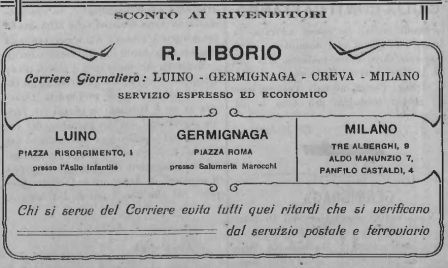 SCONTO AI RIVENDITORI
R. LIBORIO
Corriere Giornaliero: LUINO - GERMIGNAGA - CREVA - MILANO
SERVIZIO ESPRESSO ED ECONOMICO
LUINO
PIAZZA RISORGIMENTO, 1
presso l'Asilo Infantile
GERMIGNAGA
PIAZZA ROMA
presso Salumeria Marocchi
MILANO
TRE ALBERGHI, 9
ALDO MANUNZIO 7,
PANFILO CASTALDI, 4
Chi si serve del Corriere evita tutti quei ritardi che si verificano
dal servizio postale e ferroviario